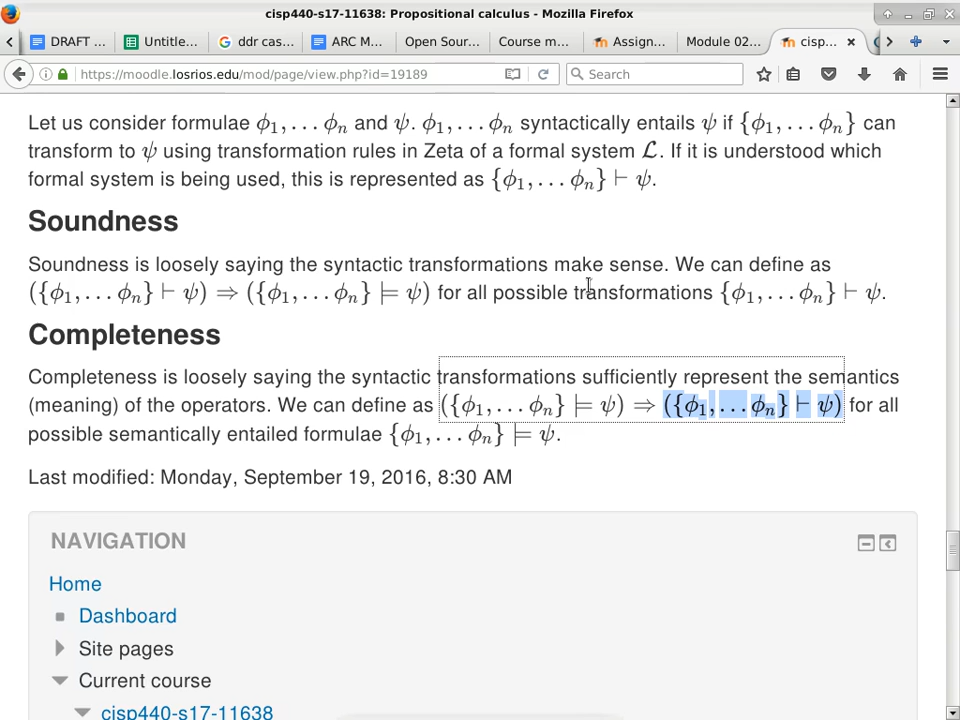 cisp440-s17-11638: Propositional calculus - Mozilla Firefox
DRAFT ... Untitle... ddr cas... ARC M... Open Sour... Course m... Assign... Module 02... cisp...
https://moodle.losrios.edu/mod/page/view.php?id=19189 Search
Let us consider formulae ϕ₁, … ϕₙ and ψ. ϕ₁, … ϕₙ syntactically entails ψ if {ϕ₁, … ϕₙ} can
transform to ψ using transformation rules in Zeta of a formal system ℒ. If it is understood which
formal system is being used, this is represented as {ϕ₁, … ϕₙ} ⊢ ψ.
Soundness
Soundness is loosely saying the syntactic transformations make sense. We can define as
({ϕ₁, … ϕₙ} ⊢ ψ) ⇒ ({ϕ₁, … ϕₙ} ⊨ ψ) for all possible transformations {ϕ₁, … ϕₙ} ⊢ ψ.
Completeness
Completeness is loosely saying the syntactic transformations sufficiently represent the semantics
(meaning) of the operators. We can define as ({ϕ₁, … ϕₙ} ⊨ ψ) ⇒ ({ϕ₁, … ϕₙ} ⊢ ψ) for all
possible semantically entailed formulae {ϕ₁, … ϕₙ} ⊨ ψ.
Last modified: Monday, September 19, 2016, 8:30 AM
NAVIGATION
Home
Dashboard
Site pages
Current course
cisp440-s17-11638